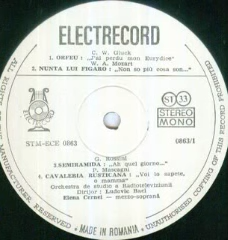 ELECTRECORD
C. W. Gluck
1. ORFEU: „J'ai perdu mon Eurydice"
W. A. Mozart
2. NUNTA LUI FIGARO: „Non so più cosa son..."
ST 33
STEREO
MONO
STM-ECE 0863
0863/I
G. Rossini
3. SEMIRAMIDA: „Ah quel giorno..."
P. Mascagni
4. CAVALERIA RUSTICANA: „Voi lo sapete,
o mamma"
Orchestra de studio a Radioteleviziunii
Dirijor: Ludovic Baci
Elena Cernei - mezzo-soprană
MADE IN ROMANIA
ALL RIGHTS OF THE MANUFACTURER RESERVED
UNAUTHORISED COPYING OF THIS RECORD PROHIBITED